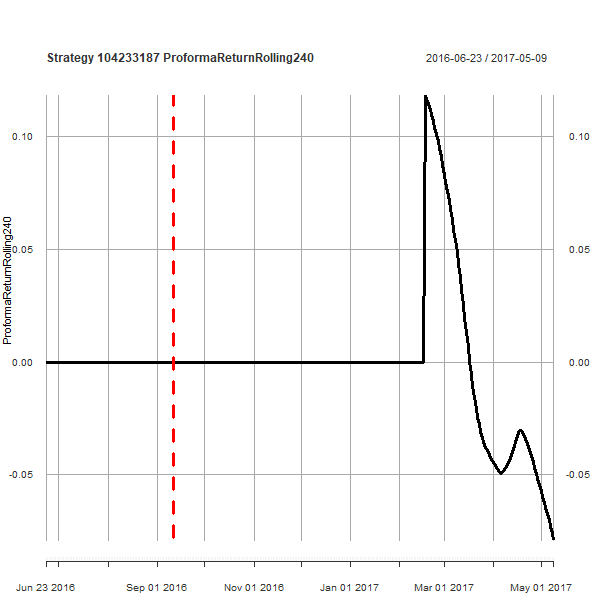 Strategy 104233187 ProformaReturnRolling240
2016-06-23 / 2017-05-09
ProformaReturnRolling240
0.10
0.05
0.00
-0.05
0.10
0.05
0.00
-0.05
Jun 23 2016
Sep 01 2016
Nov 01 2016
Jan 01 2017
Mar 01 2017
May 01 2017